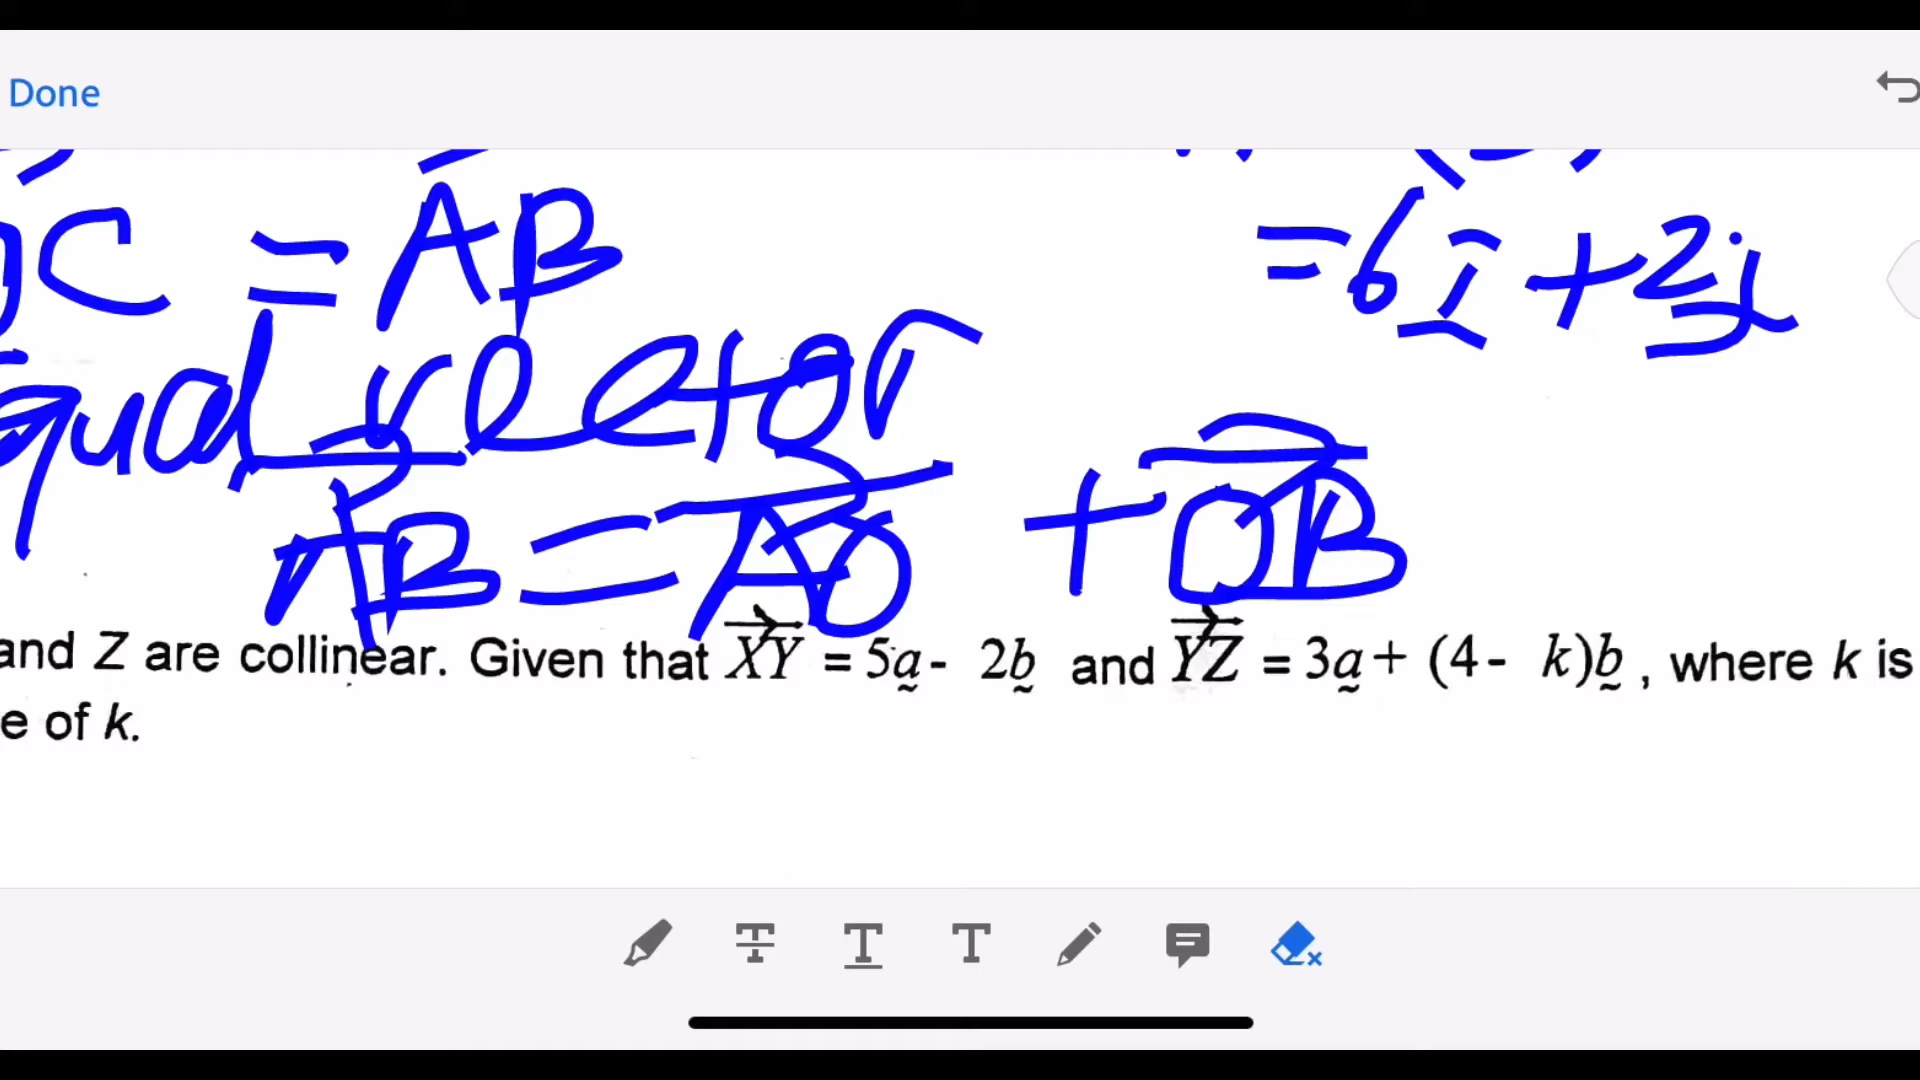 Done
C = AB
= 6i + 2j
equal vector
AB = AO + OB
and Z are collinear. Given that XY = 5a - 2b and YZ = 3a + (4 - k)b , where k is
e of k.
T T T